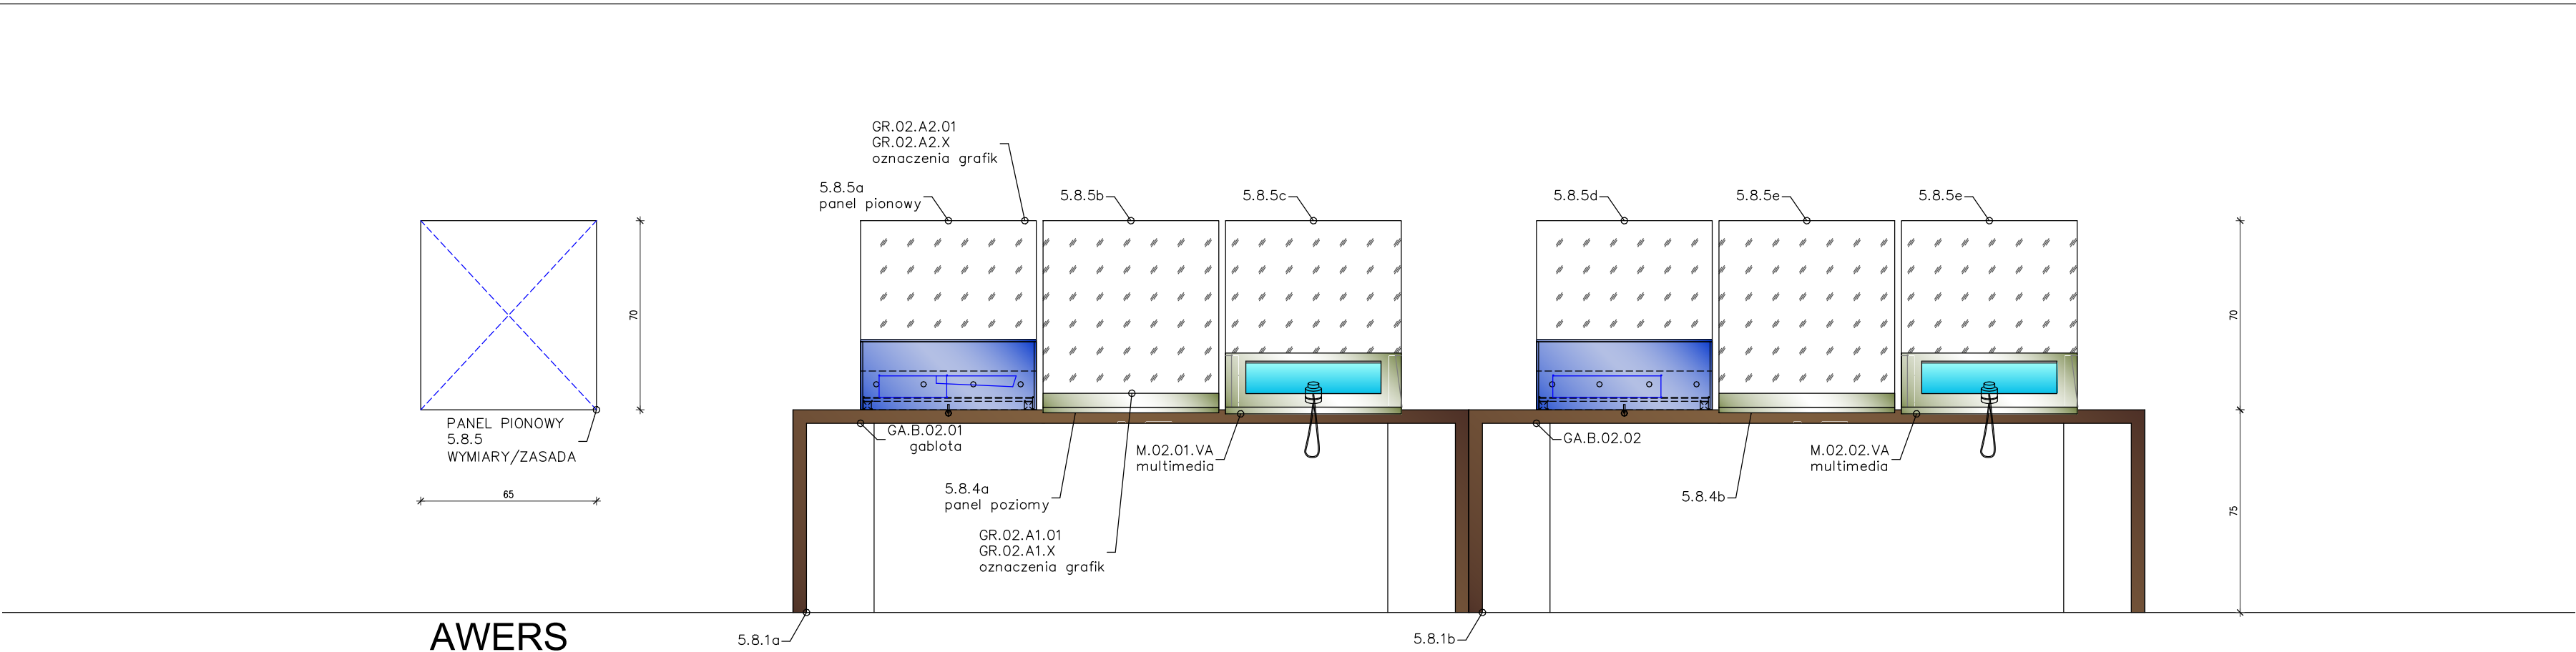 GR.02.A2.01
GR.02.A2.X
oznaczenia grafik
5.8.5a
panel pionowy
5.8.5b
5.8.5c
5.8.5d
5.8.5e
5.8.5e
70
70
PANEL PIONOWY
5.8.5
WYMIARY/ZASADA
65
GA.B.02.01
gablota
M.02.01.VA
multimedia
5.8.4a
panel poziomy
GR.02.A1.01
GR.02.A1.X
oznaczenia grafik
GA.B.02.02
M.02.02.VA
multimedia
5.8.4b
75
AWERS
5.8.1a
5.8.1b